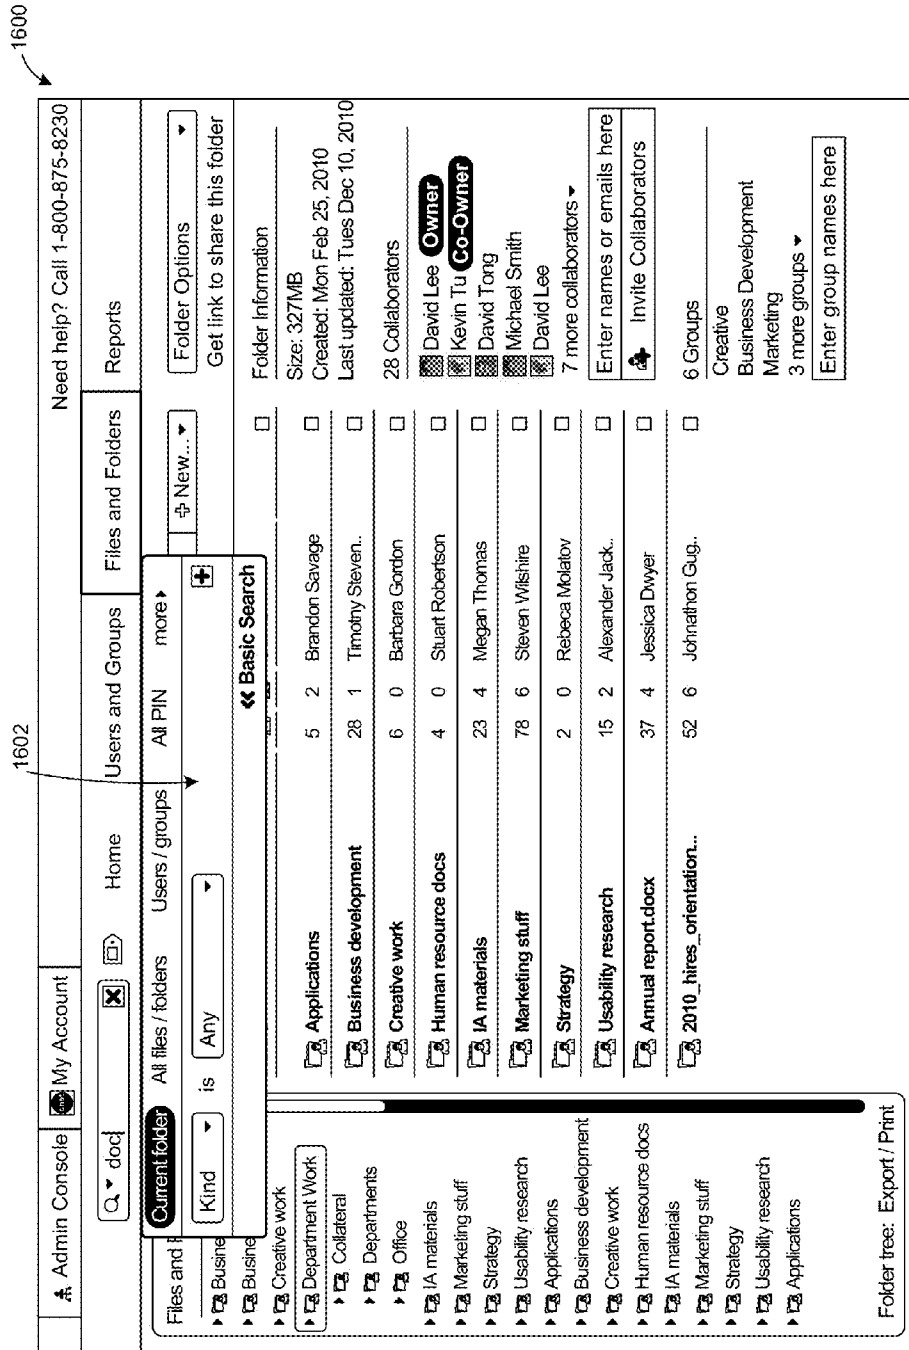 1600
1602
Admin Console
My Account
Need help? Call 1-800-875-8230
doc
Home
Users and Groups
Files and Folders
Reports
Current folder
All files / folders
Users / groups
All PIN
more
Kind
is
Any
<< Basic Search
New...
Folder Options
Get link to share this folder
Files and F
Busine
Busine
Creative work
Department Work
Collateral
Departments
Office
IA materials
Marketing stuff
Strategy
Usability research
Applications
Business development
Creative work
Human resource docs
IA materials
Marketing stuff
Strategy
Usability research
Applications
Folder tree: Export / Print
Applications 5 2 Brandon Savage
Business development 28 1 Timothy Steven..
Creative work 6 0 Barbara Gordon
Human resource docs 4 0 Stuart Robertson
IA materials 23 4 Megan Thomas
Marketing stuff 78 6 Steven Wilshire
Strategy 2 0 Rebeca Molatov
Usability research 15 2 Alexander Jack..
Annual report.docx 37 4 Jessica Dwyer
2010_hires_orientation... 52 6 Johnathon Gug..
Folder Information
Size: 327MB
Created: Mon Feb 25, 2010
Last updated: Tues Dec 10, 2010
28 Collaborators
David Lee Owner
Kevin Tu Co-Owner
David Tong
Michael Smith
David Lee
7 more collaborators
Enter names or emails here
Invite Collaborators
6 Groups
Creative
Business Development
Marketing
3 more groups
Enter group names here